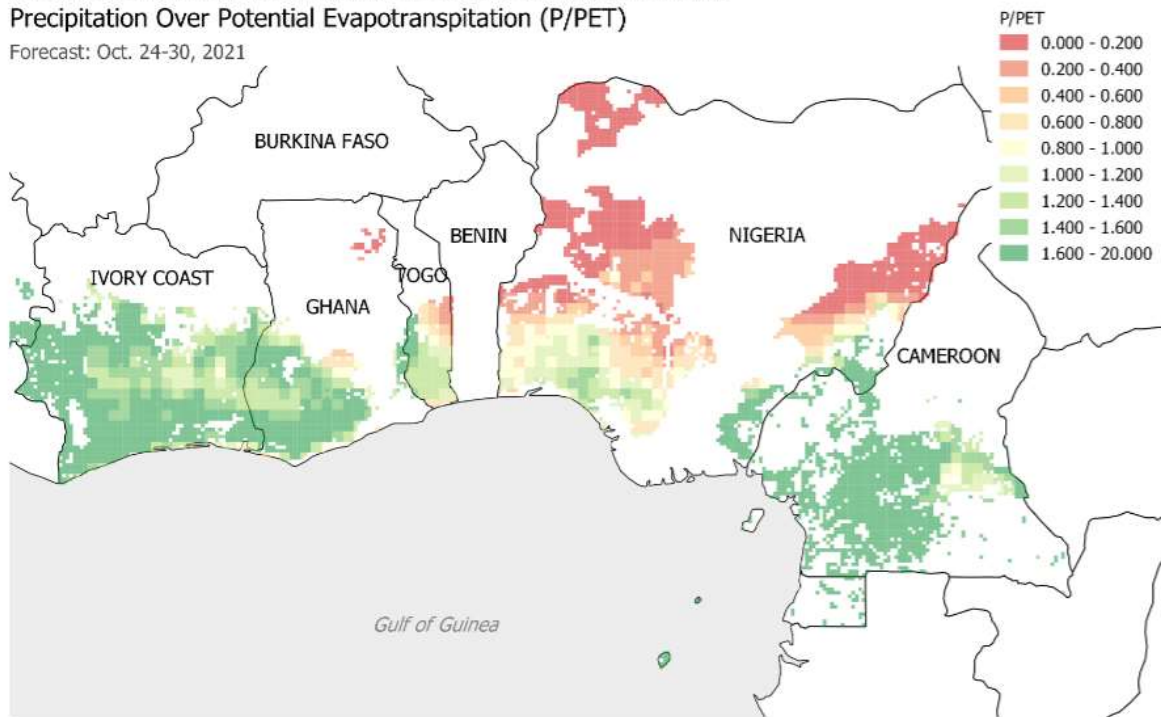 Precipitation Over Potential Evapotranspitation (P/PET)
Forecast: Oct. 24-30, 2021
P/PET
0.000 - 0.200
0.200 - 0.400
0.400 - 0.600
0.600 - 0.800
0.800 - 1.000
1.000 - 1.200
1.200 - 1.400
1.400 - 1.600
1.600 - 20.000
BURKINA FASO
BENIN
NIGERIA
IVORY COAST
TOGO
GHANA
CAMEROON
Gulf of Guinea